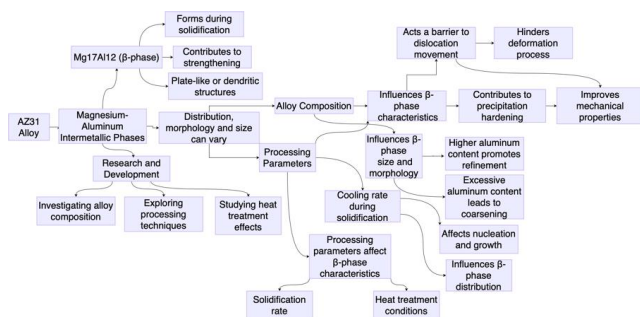 AZ31
Alloy
Magnesium-
Aluminum
Intermetallic Phases
Mg17Al12 (β-phase)
Forms during
solidification
Contributes to
strengthening
Plate-like or dendritic
structures
Distribution,
morphology and size
can vary
Research and
Development
Investigating alloy
composition
Exploring
processing
techniques
Studying heat
treatment
effects
Alloy Composition
Processing
Parameters
Influences β-
phase
characteristics
Acts a barrier to
dislocation
movement
Hinders
deformation
process
Contributes to
precipitation
hardening
Improves
mechanical
properties
Influences β-
phase
size and
morphology
Higher aluminum
content promotes
refinement
Excessive
aluminum content
leads to
coarsening
Cooling rate
during
solidification
Affects nucleation
and growth
Influences β-
phase
distribution
Processing
parameters affect
β-phase
characteristics
Solidification
rate
Heat treatment
conditions